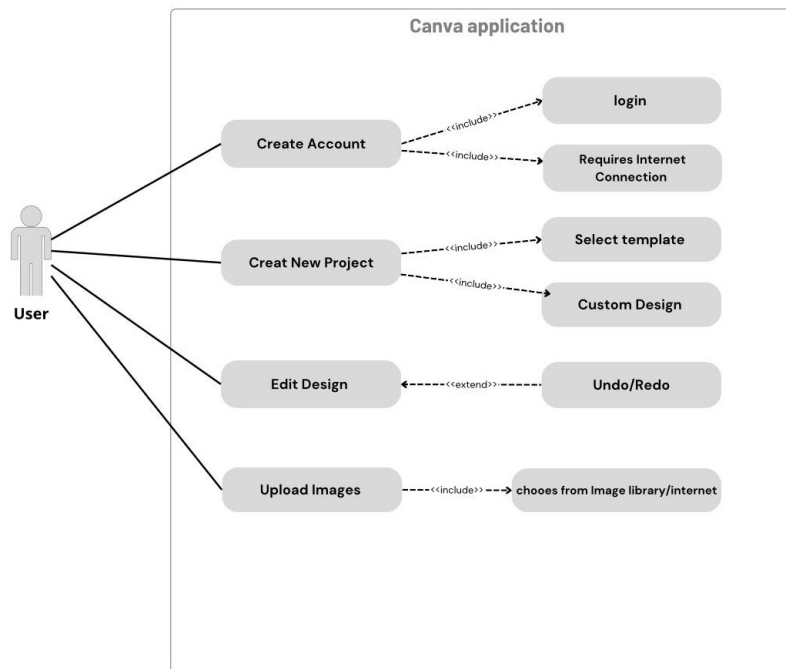 Canva application
login
<<include>>
Create Account
<<include>>
Requires Internet
Connection
Select template
<<include>>
Creat New Project
<<include>>
Custom Design
User
Edit Design
<<extend>>
Undo/Redo
Upload Images
<<include>>
chooes from Image library/internet